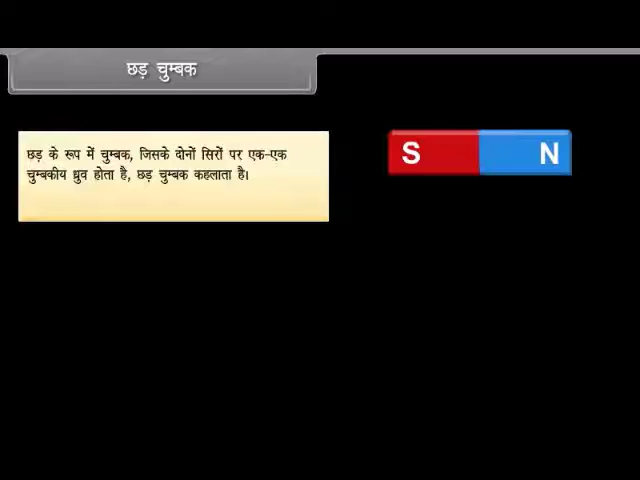 छड़ चुम्बक
छड़ के रूप में चुम्बक, जिसके दोनों सिरों पर एक-एक
चुम्बकीय ध्रुव होता है, छड़ चुम्बक कहलाता है।
S N